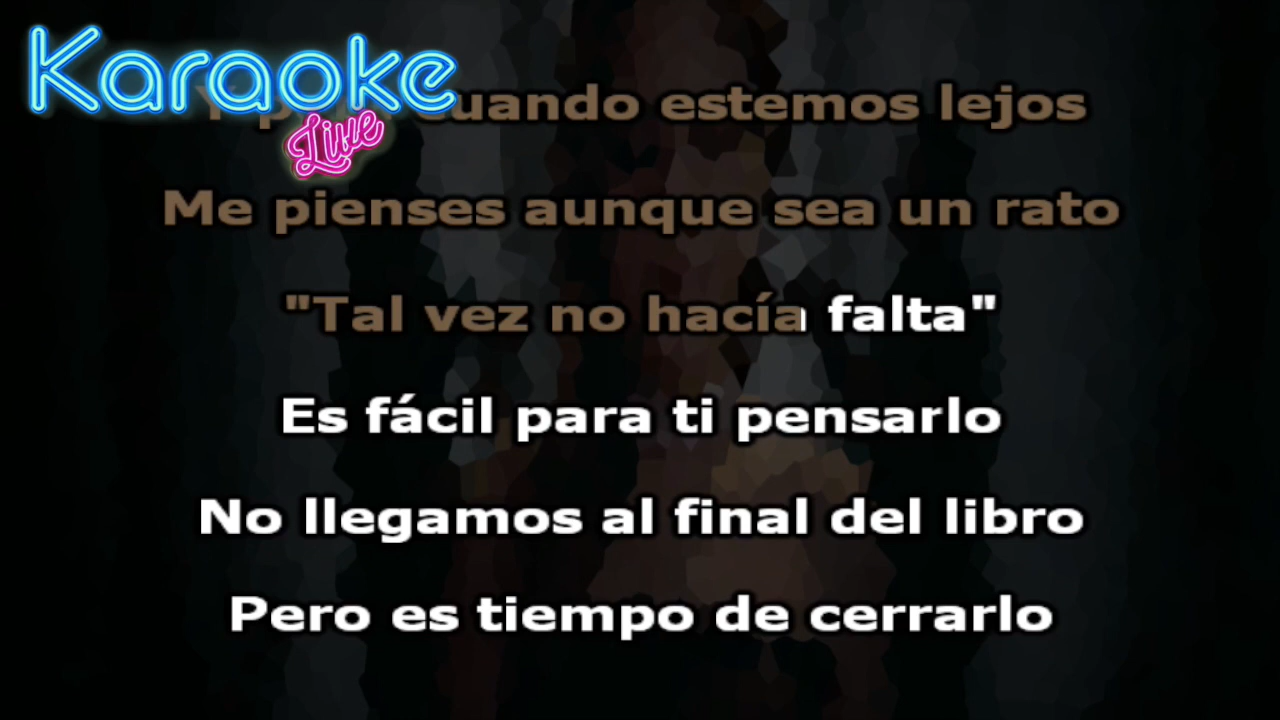 Karaoke
Live
cuando estemos lejos
Me pienses aunque sea un rato
"Tal vez no hacía falta"
Es fácil para ti pensarlo
No llegamos al final del libro
Pero es tiempo de cerrarlo